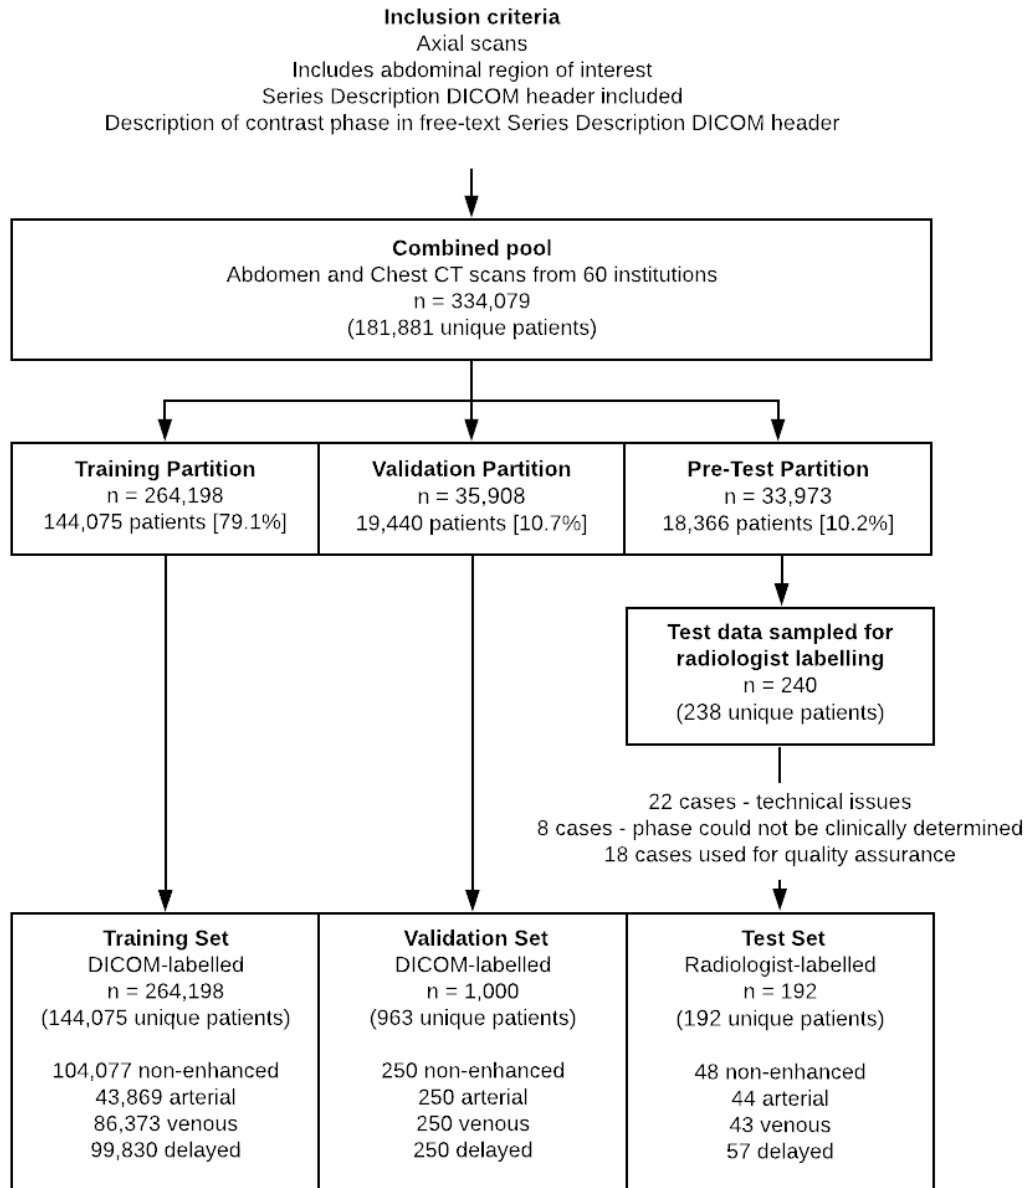 Inclusion criteria
Axial scans
Includes abdominal region of interest
Series Description DICOM header included
Description of contrast phase in free-text Series Description DICOM header
Combined pool
Abdomen and Chest CT scans from 60 institutions
n = 334,079
(181,881 unique patients)
Training Partition
n = 264,198
144,075 patients [79.1%]
Validation Partition
n = 35,908
19,440 patients [10.7%]
Pre-Test Partition
n = 33,973
18,366 patients [10.2%]
Test data sampled for
radiologist labelling
n = 240
(238 unique patients)
22 cases - technical issues
8 cases - phase could not be clinically determined
18 cases used for quality assurance
Training Set
DICOM-labelled
n = 264,198
(144,075 unique patients)
104,077 non-enhanced
43,869 arterial
86,373 venous
99,830 delayed
Validation Set
DICOM-labelled
n = 1,000
(963 unique patients)
250 non-enhanced
250 arterial
250 venous
250 delayed
Test Set
Radiologist-labelled
n = 192
(192 unique patients)
48 non-enhanced
44 arterial
43 venous
57 delayed